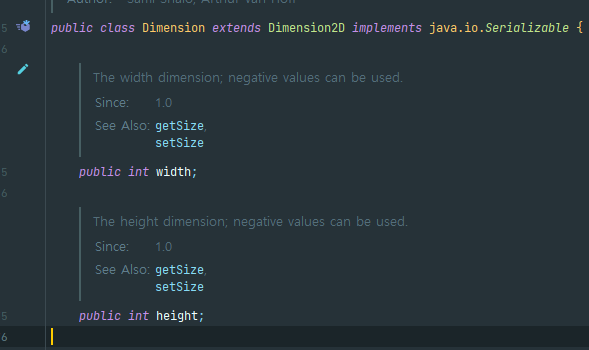 Author: Sami Shaio, Arthur van Hoff
5 public class Dimension extends Dimension2D implements java.io.Serializable {
6
The width dimension; negative values can be used.
Since: 1.0
See Also: getSize,
setSize
5 public int width;
6
The height dimension; negative values can be used.
Since: 1.0
See Also: getSize,
setSize
5 public int height;
6